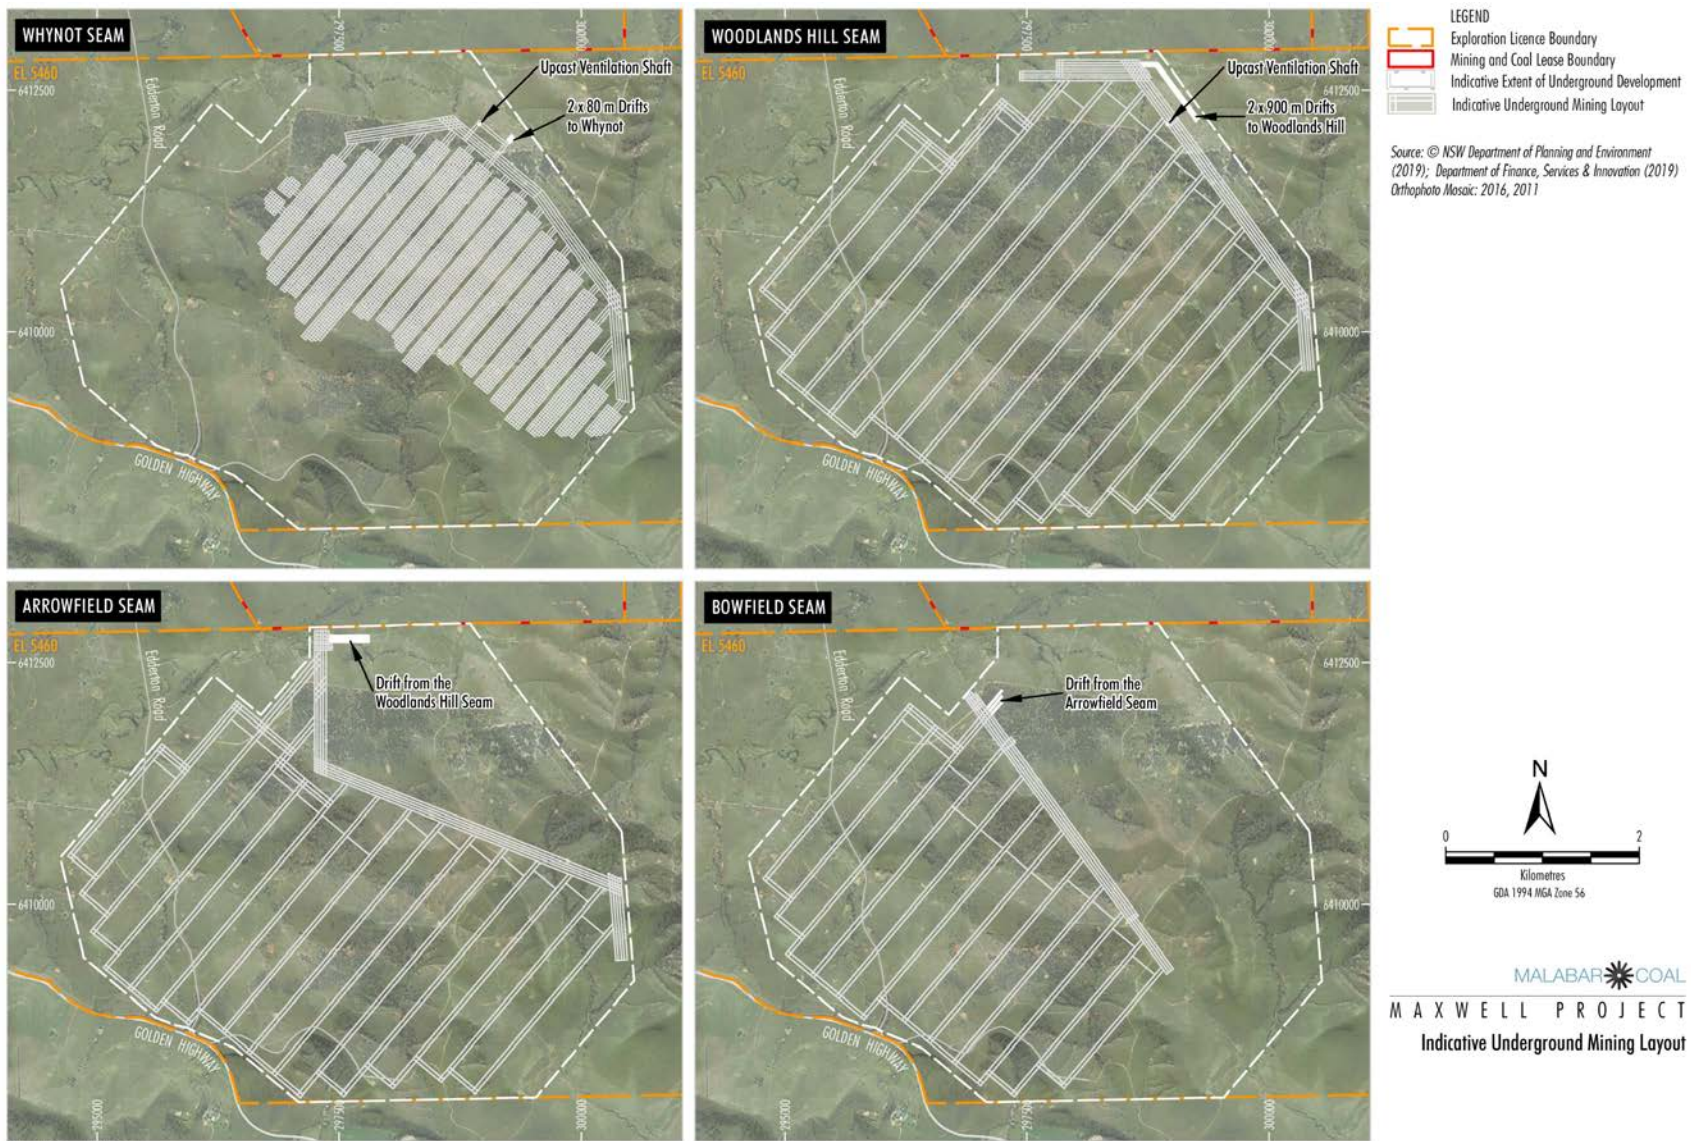 WHYNOT SEAM
EL 5460
6412500
6410000
297500
300000
Edderton Road
Upcast Ventilation Shaft
2 x 80 m Drifts
to Whynot
GOLDEN HIGHWAY
WOODLANDS HILL SEAM
EL 5460
297500
300000
6412500
6410000
Upcast Ventilation Shaft
2 x 900 m Drifts
to Woodlands Hill
GOLDEN HIGHWAY
ARROWFIELD SEAM
EL 5460
6412500
6410000
Edderton Road
Drift from the
Woodlands Hill Seam
GOLDEN HIGHWAY
295000
297500
300000
BOWFIELD SEAM
EL 5460
6412500
6410000
Edderton Road
Drift from the
Arrowfield Seam
GOLDEN HIGHWAY
295000
297500
300000
LEGEND
Exploration Licence Boundary
Mining and Coal Lease Boundary
Indicative Extent of Underground Development
Indicative Underground Mining Layout
Source: © NSW Department of Planning and Environment
(2019); Department of Finance, Services & Innovation (2019)
Orthophoto Mosaic: 2016, 2011
N
0 2
Kilometres
GDA 1994 MGA Zone 56
MALABAR COAL
MAXWELL PROJECT
Indicative Underground Mining Layout